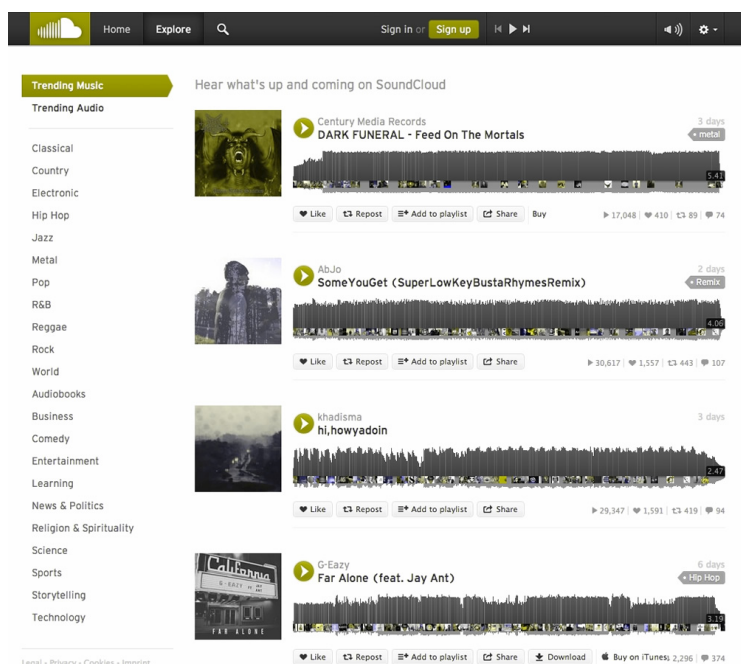 Home Explore Sign in or Sign up
Trending Music
Trending Audio
Classical
Country
Electronic
Hip Hop
Jazz
Metal
Pop
R&B
Reggae
Rock
World
Audiobooks
Business
Comedy
Entertainment
Learning
News & Politics
Religion & Spirituality
Science
Sports
Storytelling
Technology
Legal - Privacy - Cookies - Imprint
Hear what's up and coming on SoundCloud
Century Media Records 3 days
DARK FUNERAL - Feed On The Mortals metal
5.41
Like Repost Add to playlist Share Buy 17,048 410 89 74
AbJo 2 days
SomeYouGet (SuperLowKeyBustaRhymesRemix) Remix
4.06
Like Repost Add to playlist Share 30,617 1,557 443 107
khadisma 3 days
hi,howyadoin
2.47
Like Repost Add to playlist Share 29,347 1,591 419 94
California
G-EAZY
FAR ALONE
G-Eazy 6 days
Far Alone (feat. Jay Ant) Hip Hop
3.19
Like Repost Add to playlist Share Download Buy on iTunes 2,296 374